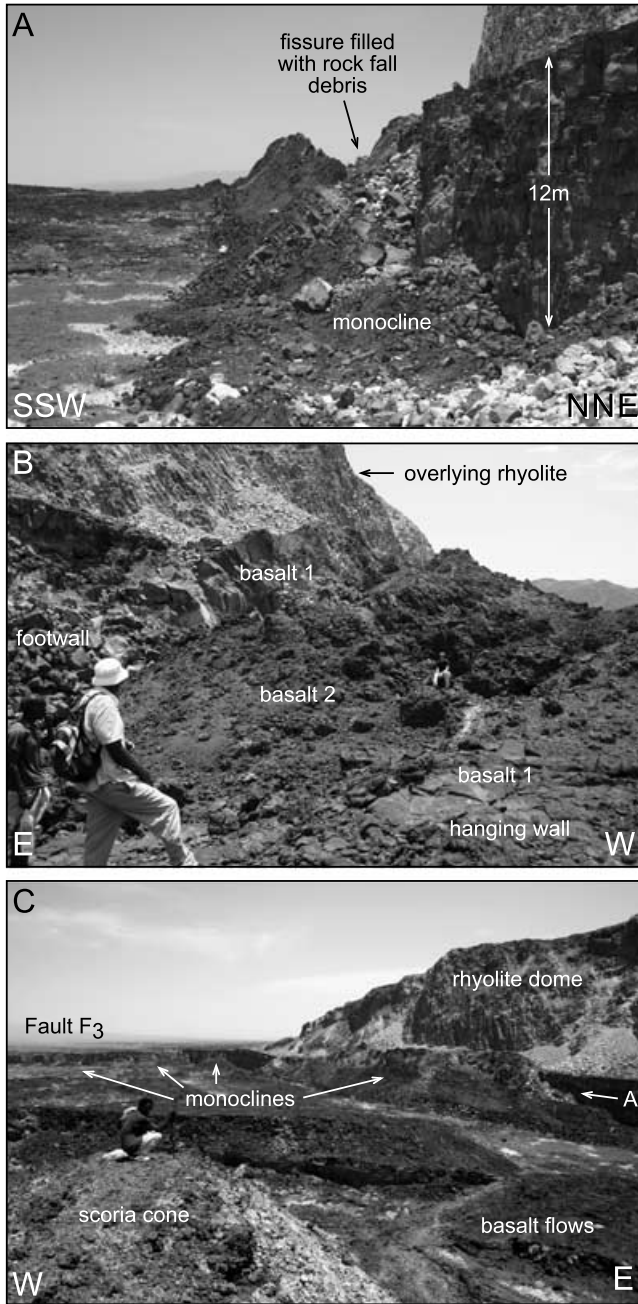 A
fissure filled
with rock fall
debris
12m
monocline
SSW
NNE
B
overlying rhyolite
basalt 1
footwall
basalt 2
basalt 1
hanging wall
E
W
C
rhyolite dome
Fault F3
monoclines
A
scoria cone
basalt flows
W
E